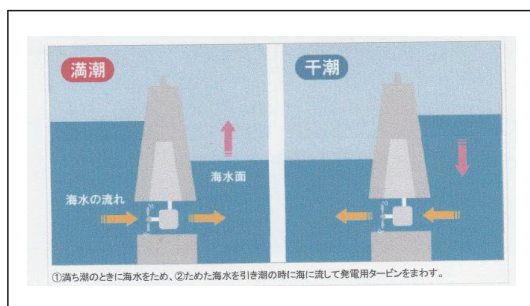 満潮
干潮
海水の流れ
海水面
①満ち潮のときに海水をため、②ためた海水を引き潮の時に海に流して発電用タービンをまわす。